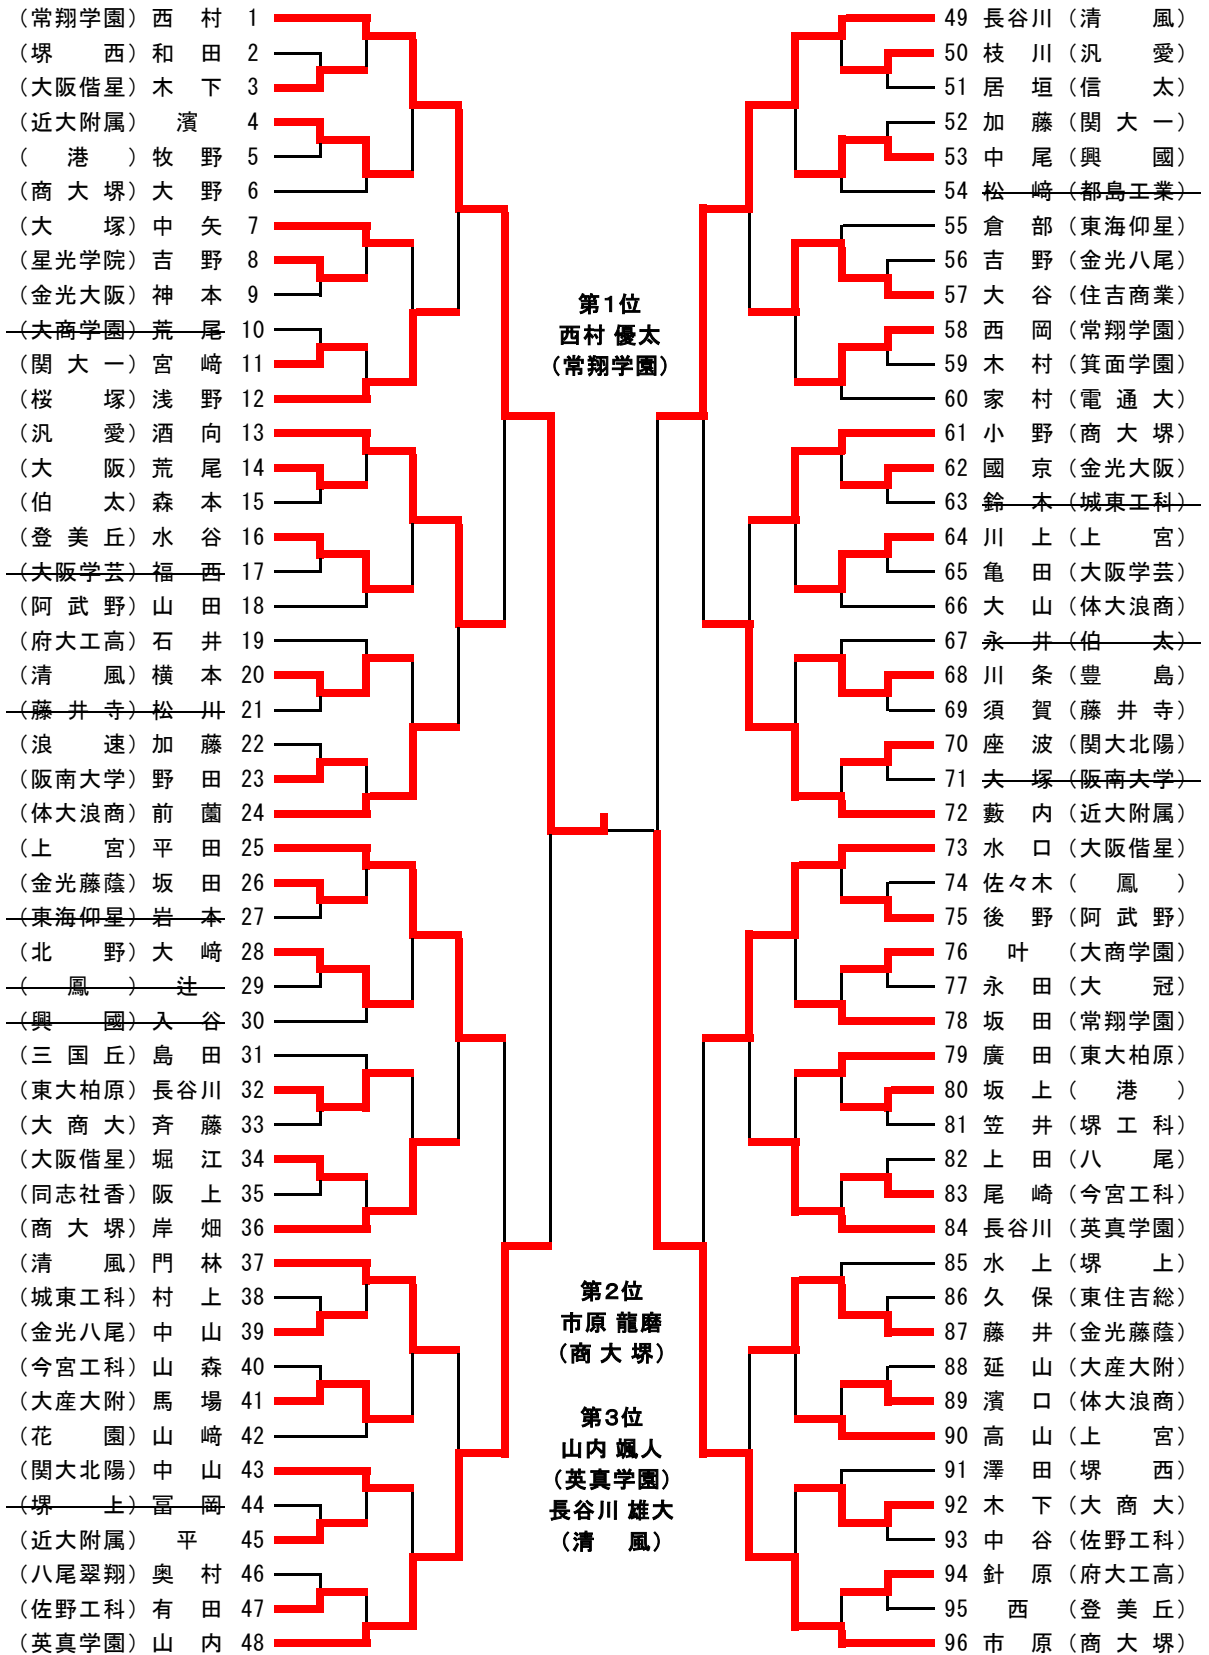 (常翔学園) 西 村 1
(堺 西) 和 田 2
(大阪偕星) 木 下 3
(近大附属) 濱 4
( 港 ) 牧 野 5
(商 大 堺) 大 野 6
(大 塚) 中 矢 7
(星光学院) 吉 野 8
(金光大阪) 神 本 9
(大商学園) 荒 尾 10
(関 大 一) 宮 﨑 11
(桜 塚) 浅 野 12
(汎 愛) 酒 向 13
(大 阪) 荒 尾 14
(伯 太) 森 本 15
(登 美 丘) 水 谷 16
(大阪学芸) 福 西 17
(阿 武 野) 山 田 18
(府大工高) 石 井 19
(清 風) 横 本 20
(藤 井 寺) 松 川 21
(浪 速) 加 藤 22
(阪南大学) 野 田 23
(体大浪商) 前 薗 24
(上 宮) 平 田 25
(金光藤蔭) 坂 田 26
(東海仰星) 岩 本 27
(北 野) 大 﨑 28
( 鳳 ) 辻 29
(興 國) 入 谷 30
(三 国 丘) 島 田 31
(東大柏原) 長谷川 32
(大 商 大) 斉 藤 33
(大阪偕星) 堀 江 34
(同志社香) 阪 上 35
(商 大 堺) 岸 畑 36
(清 風) 門 林 37
(城東工科) 村 上 38
(金光八尾) 中 山 39
(今宮工科) 山 森 40
(大産大附) 馬 場 41
(花 園) 山 﨑 42
(関大北陽) 中 山 43
(堺 上) 冨 岡 44
(近大附属) 平 45
(八尾翠翔) 奥 村 46
(佐野工科) 有 田 47
(英真学園) 山 内 48
第1位
西村 優太
(常翔学園)
第2位
市原 龍磨
(商 大 堺)
第3位
山内 颯人
(英真学園)
長谷川 雄大
(清 風)
49 長谷川 (清 風)
50 枝 川 (汎 愛)
51 居 垣 (信 太)
52 加 藤 (関 大 一)
53 中 尾 (興 國)
54 松 﨑 (都島工業)
55 倉 部 (東海仰星)
56 吉 野 (金光八尾)
57 大 谷 (住吉商業)
58 西 岡 (常翔学園)
59 木 村 (箕面学園)
60 家 村 (電 通 大)
61 小 野 (商 大 堺)
62 國 京 (金光大阪)
63 鈴 木 (城東工科)
64 川 上 (上 宮)
65 亀 田 (大阪学芸)
66 大 山 (体大浪商)
67 永 井 (伯 太)
68 川 条 (豊 島)
69 須 賀 (藤 井 寺)
70 座 波 (関大北陽)
71 大 塚 (阪南大学)
72 藪 内 (近大附属)
73 水 口 (大阪偕星)
74 佐々木 ( 鳳 )
75 後 野 (阿 武 野)
76 叶 (大商学園)
77 永 田 (大 冠)
78 坂 田 (常翔学園)
79 廣 田 (東大柏原)
80 坂 上 ( 港 )
81 笠 井 (堺 工 科)
82 上 田 (八 尾)
83 尾 崎 (今宮工科)
84 長谷川 (英真学園)
85 水 上 (堺 上)
86 久 保 (東住吉総)
87 藤 井 (金光藤蔭)
88 延 山 (大産大附)
89 濱 口 (体大浪商)
90 高 山 (上 宮)
91 澤 田 (堺 西)
92 木 下 (大 商 大)
93 中 谷 (佐野工科)
94 針 原 (府大工高)
95 西 (登 美 丘)
96 市 原 (商 大 堺)